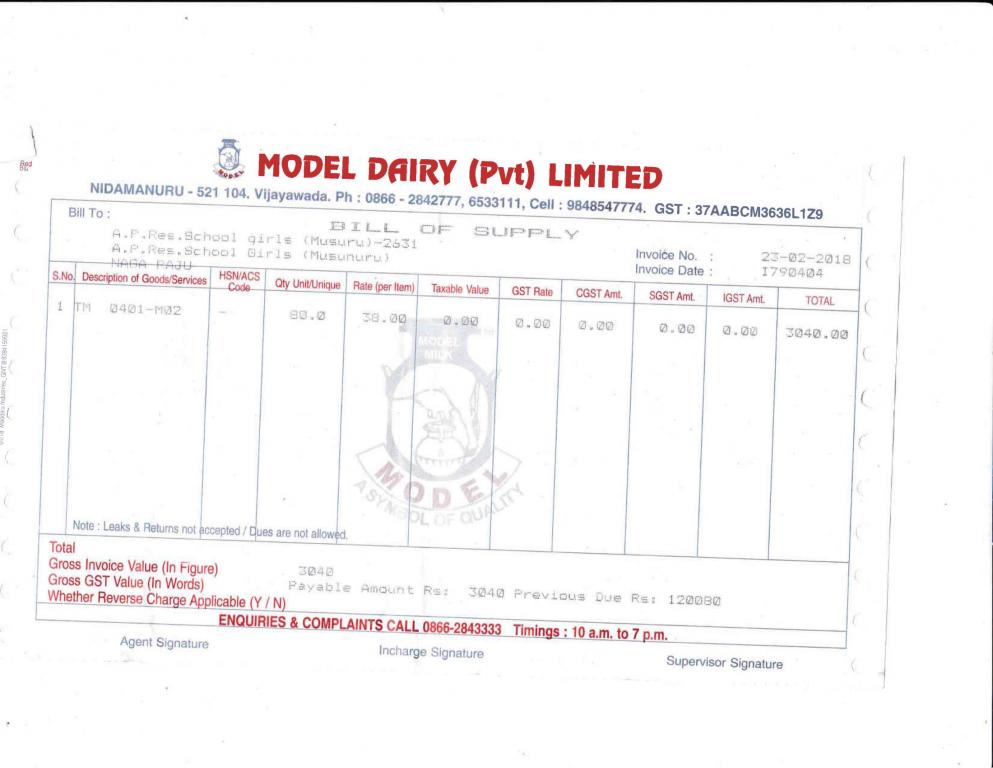 MODEL DAIRY (Pvt) LIMITED
NIDAMANURU - 521 104. Vijayawada. Ph : 0866 - 2842777, 6533111, Cell : 9848547774. GST : 37AABCM3636L1Z9
Bill To :
BILL OF SUPPLY
A.P.Res.School girls (Musuru)-2631
A.P.Res.School Girls (Musunuru)
NAGA RAJU
Invoice No. : 23-02-2018
Invoice Date : I790404
S.No. Description of Goods/Services HSN/ACS Code Qty Unit/Unique Rate (per Item) Taxable Value GST Rate CGST Amt. SGST Amt. IGST Amt. TOTAL
1 TM 0401-M02 - 80.0 38.00 0.00 0.00 0.00 0.00 0.00 3040.00
MODEL
MILK
MODEL
A SYMBOL OF QUALITY
Note : Leaks & Returns not accepted / Dues are not allowed.
Total
Gross Invoice Value (In Figure) 3040
Gross GST Value (In Words) Payable Amount Rs: 3040 Previous Due Rs: 120080
Whether Reverse Charge Applicable (Y / N)
ENQUIRIES & COMPLAINTS CALL 0866-2843333 Timings : 10 a.m. to 7 p.m.
Agent Signature Incharge Signature Supervisor Signature